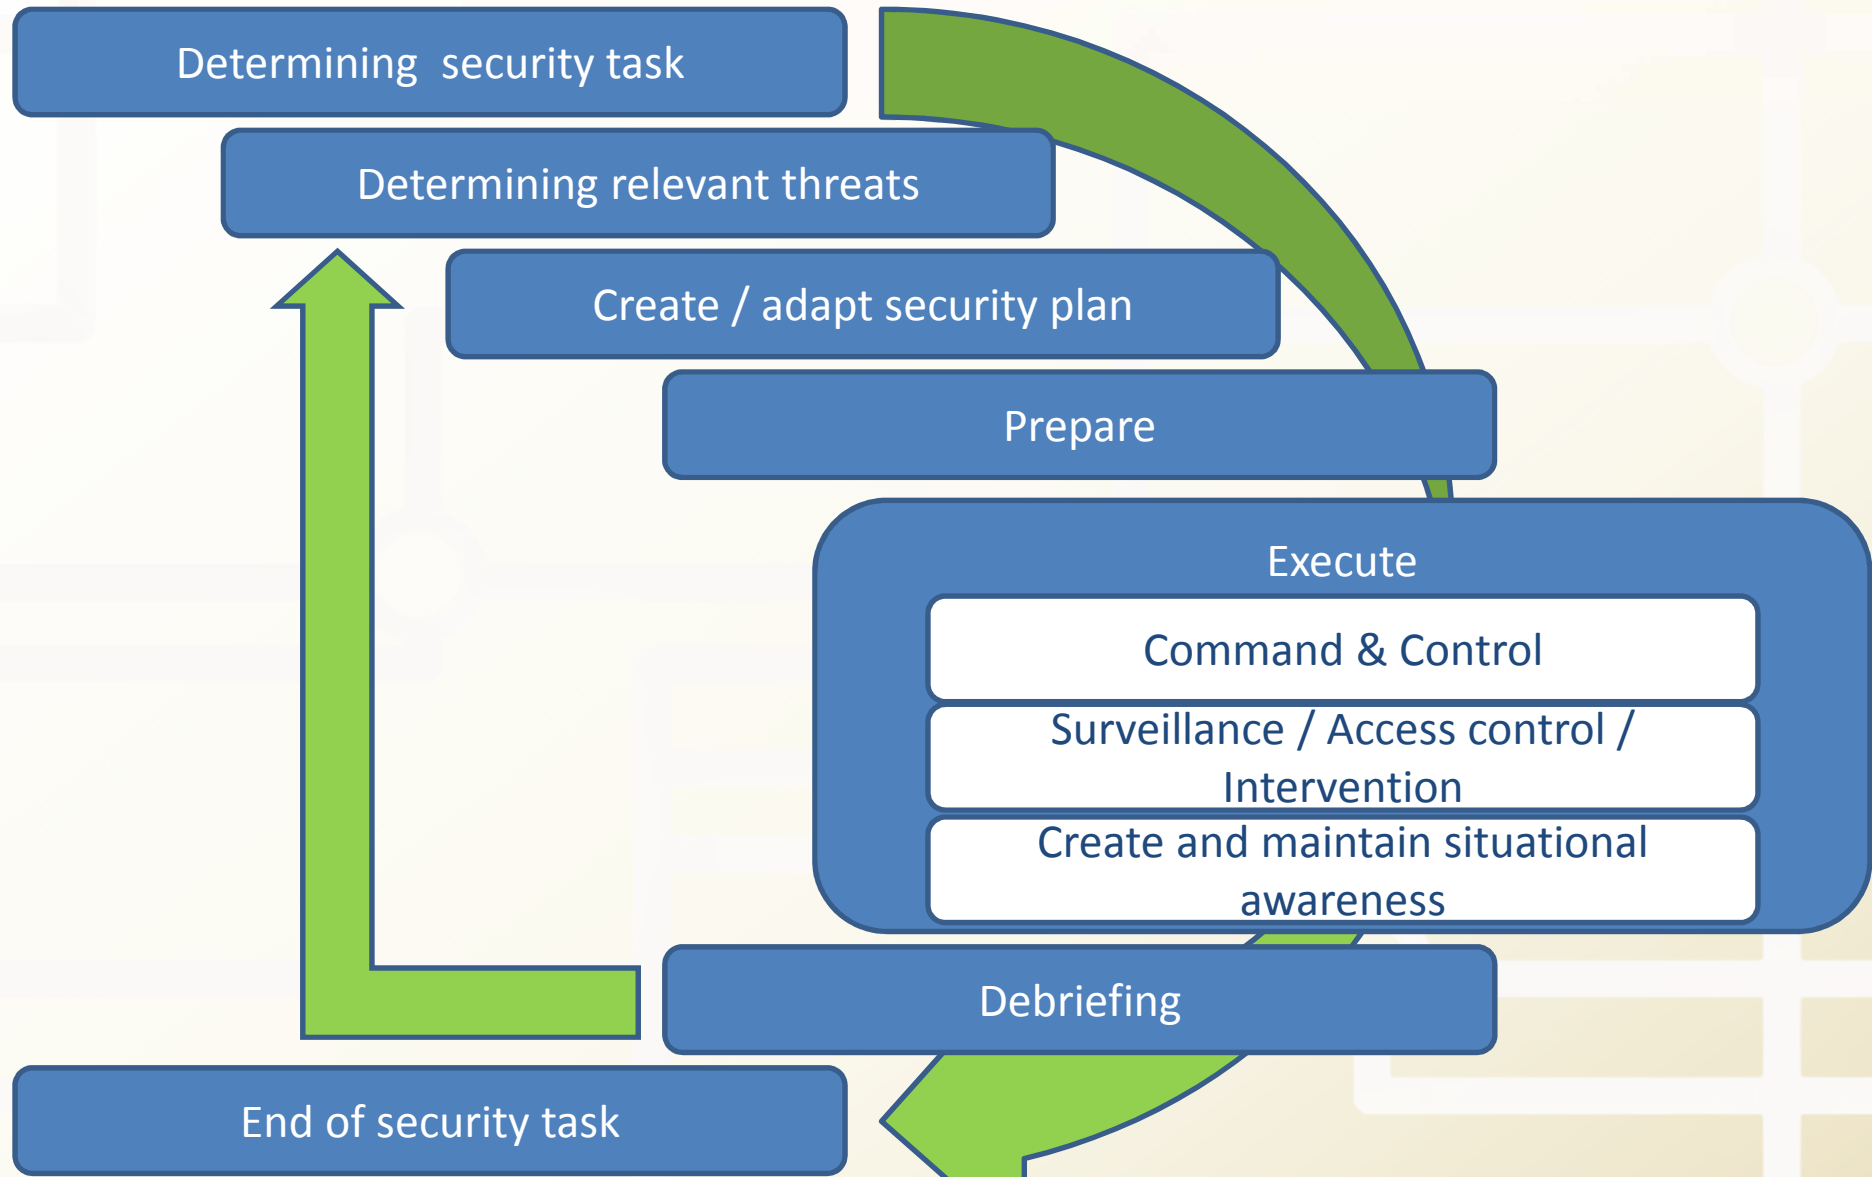 Determining  security task
Determining relevant threats
Create / adapt security plan
Prepare
Execute
Command & Control
Surveillance / Access control /
Intervention
Create and maintain situational
awareness
Debriefing
End of security task